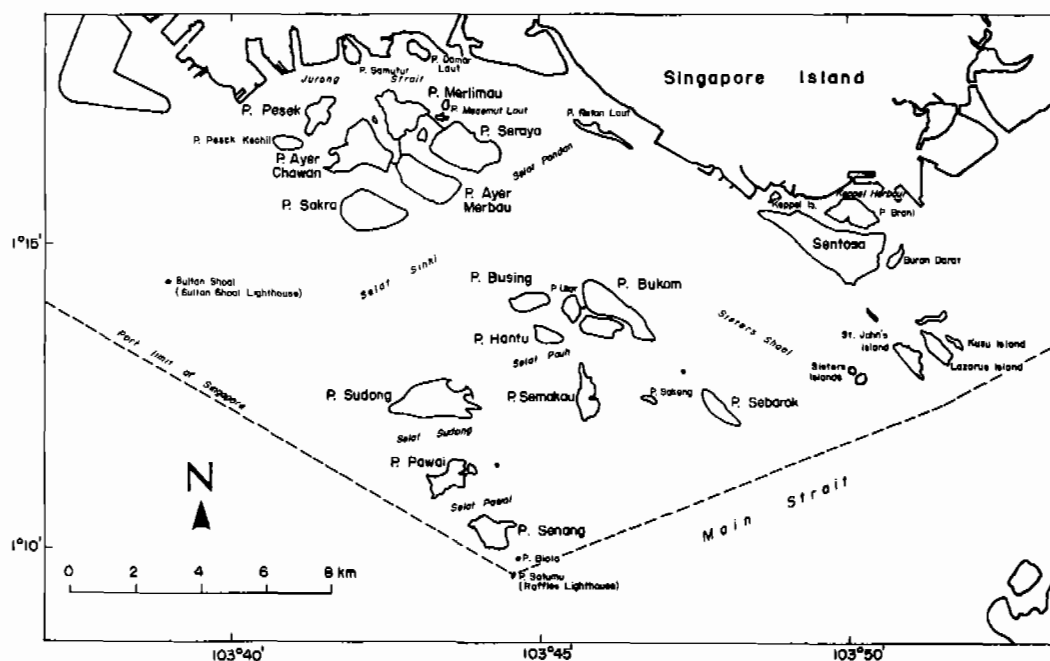 P. Damar
Laut
P. Samulun
Jurong Strait
Singapore Island
P. Merlimau
P. Pesek
P. Mesemut Laut
P. Retan Laut
P. Seraya
P. Pesek Kechil
P. Ayer
Chawan
Selat Pandan
P. Ayer
Merbau
P. Sakra
Keppel Is.
Keppel Harbour
P. Brani
Sentosa
1°15'
Buran Darat
Sultan Shoal
(Sultan Shoal Lighthouse)
Selat Sinki
P. Busing
P. Ular
P. Bukom
Sisters Shoal
P. Hantu
St. John's
Island
Kusu Island
Lazarus Island
Selat Pauh
Sisters
Islands
Port limit of Singapore
P. Sudong
P. Semakau
P. Sakeng
P. Sebarok
Selat Sudong
P. Pawai
N
Selat Pawai
Main Strait
P. Senang
1°10'
P. Biola
P. Satumu
(Raffles Lighthouse)
0 2 4 6 8 km
103°40' 103°45' 103°50'